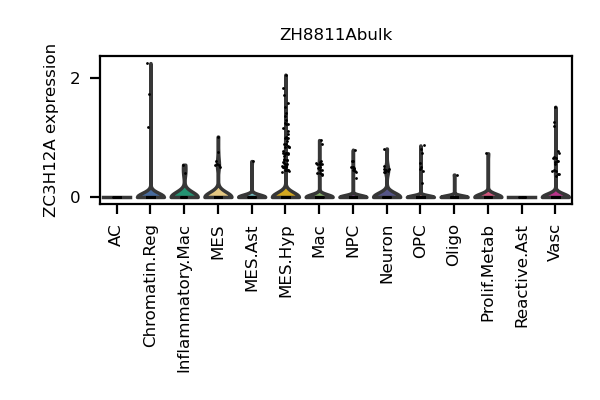 ZH8811Abulk
ZC3H12A expression
2
0
AC
Chromatin.Reg
Inflammatory.Mac
MES
MES.Ast
MES.Hyp
Mac
NPC
Neuron
OPC
Oligo
Prolif.Metab
Reactive.Ast
Vasc